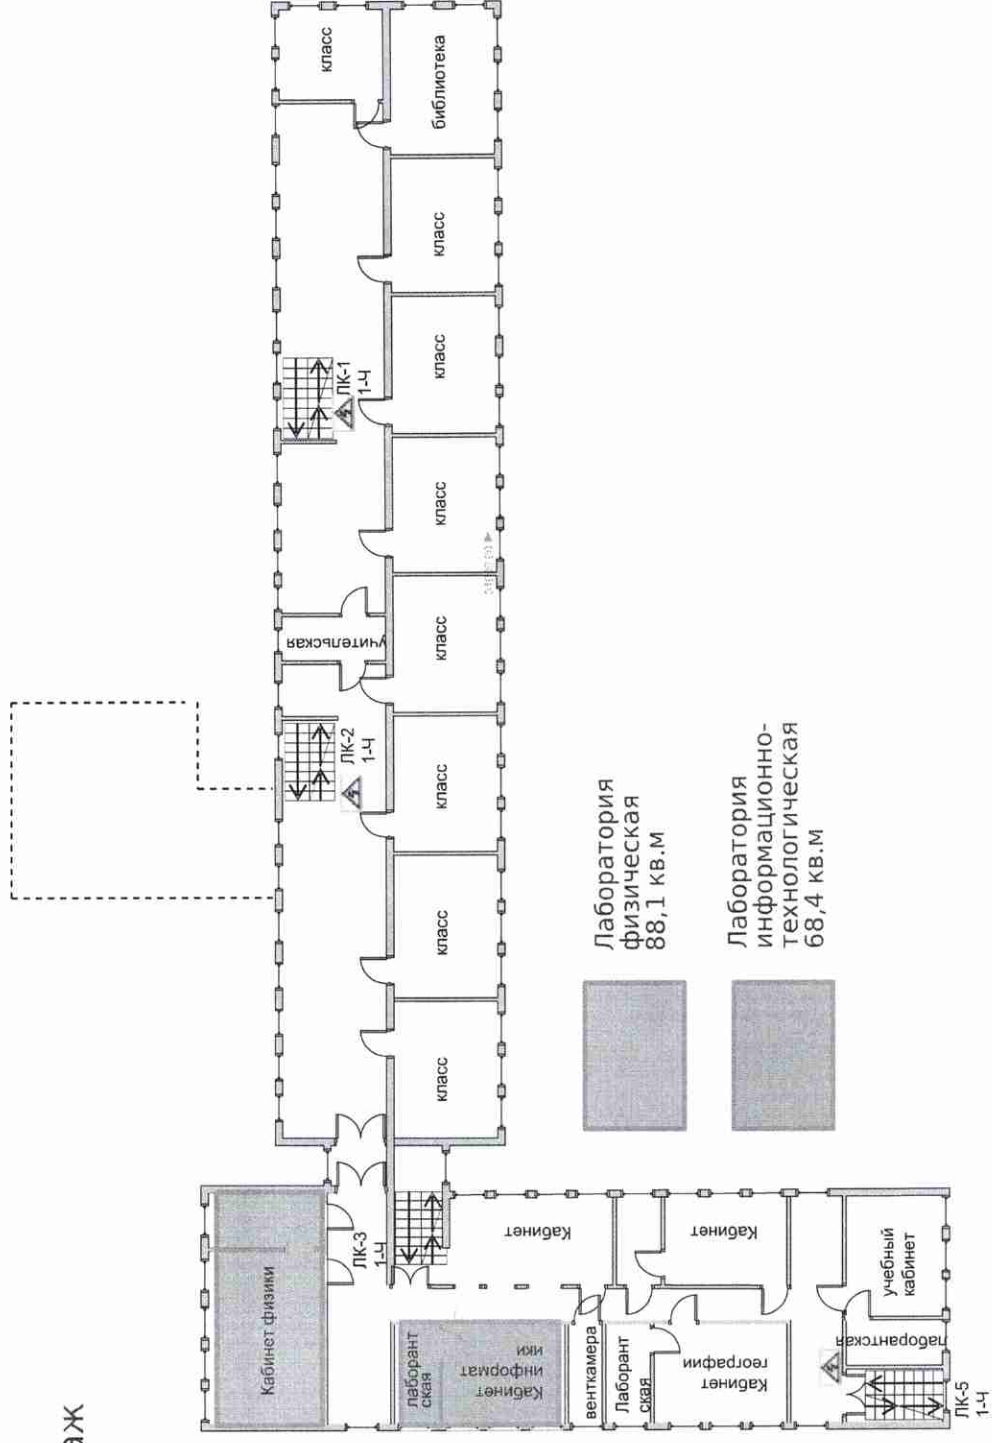 аж
класс
библиотека
класс
класс
ЛК-1
1-Ч
класс
учительская
класс
ЛК-2
1-Ч
класс
класс
класс
Лаборатория
физическая
88,1 кв.м
Лаборатория
информационно-
технологическая
68,4 кв.м
Кабинет физики
ЛК-3
1-Ч
Кабинет
Кабинет
учебный
кабинет
лаборант
ская
Кабинет
информат
ики
венткамера
Лаборант
ская
Кабинет
географии
лаборантская
ЛК-5
1-Ч